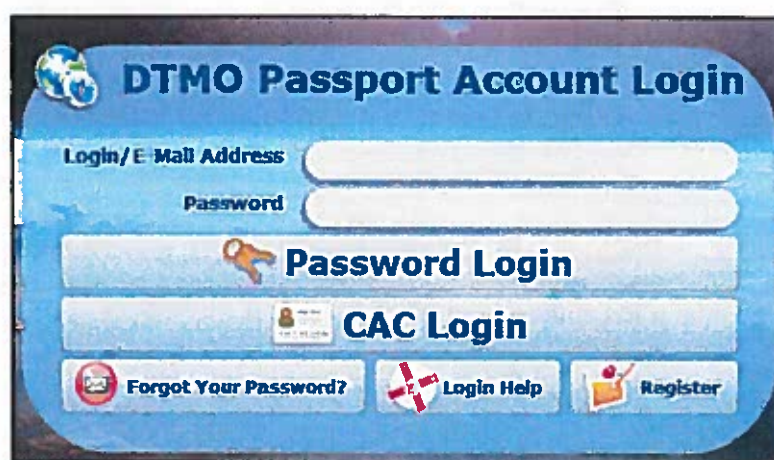 DTMO Passport Account Login
Login/E-Mail Address
Password
Password Login
CAC Login
Forgot Your Password?
Login Help
Register